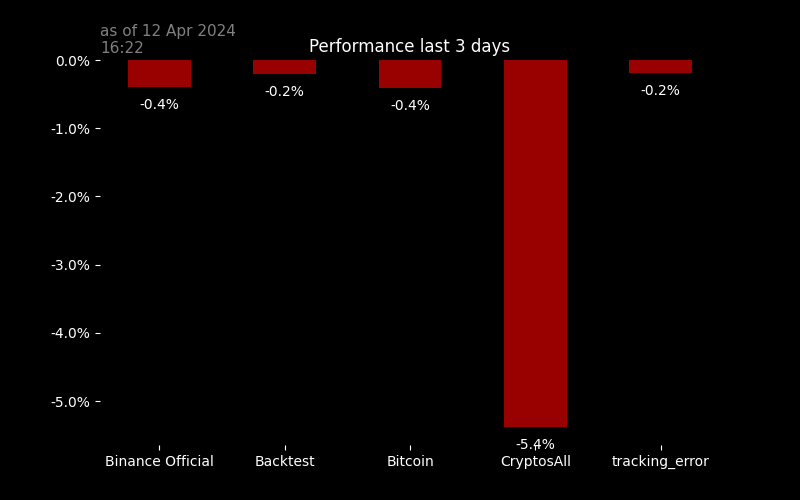 as of 12 Apr 2024
16:22
Performance last 3 days
0.0%
-1.0%
-2.0%
-3.0%
-4.0%
-5.0%
-0.4%
-0.2%
-0.4%
-5.4%
-0.2%
Binance Official
Backtest
Bitcoin
CryptosAll
tracking_error